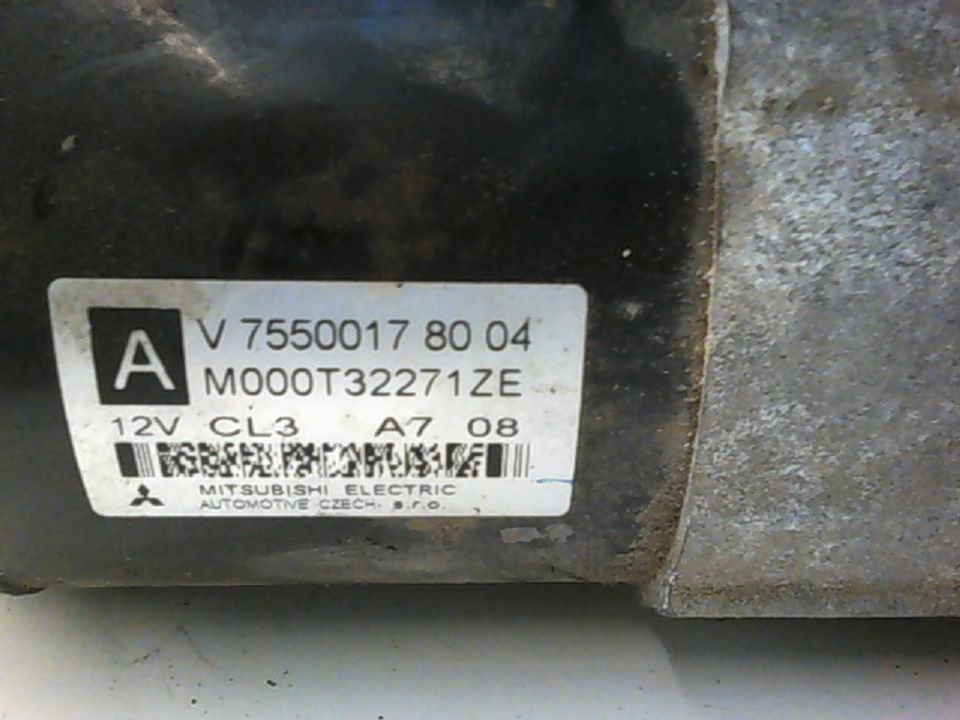 A
V 7550017 80 04
M000T32271ZE
12V CL3 A7 08
MITSUBISHI ELECTRIC
AUTOMOTIVE CZECH. s.r.o.